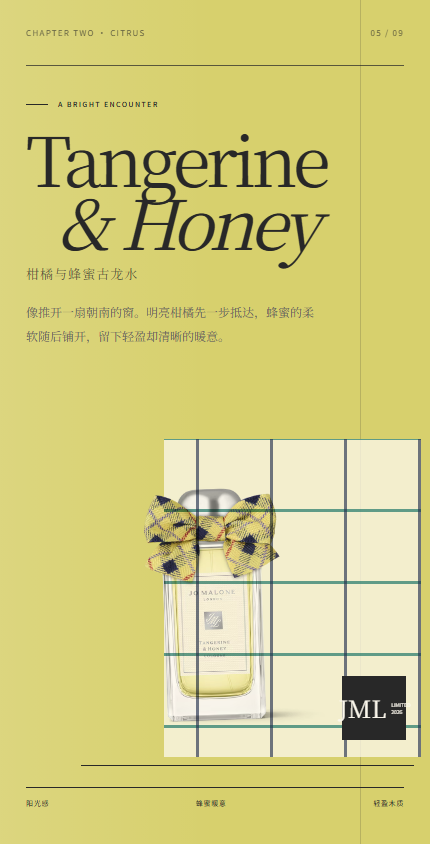 CHAPTER TWO • CITRUS
05 / 09
A BRIGHT ENCOUNTER
Tangerine
& Honey
柑橘与蜂蜜古龙水
像推开一扇朝南的窗。明亮柑橘先一步抵达，蜂蜜的柔
软随后铺开，留下轻盈却清晰的暖意。
JO MALONE
LONDON
TANGERINE
& HONEY
JML
LIMITED
2026
阳光感
蜂蜜暖意
轻盈木质